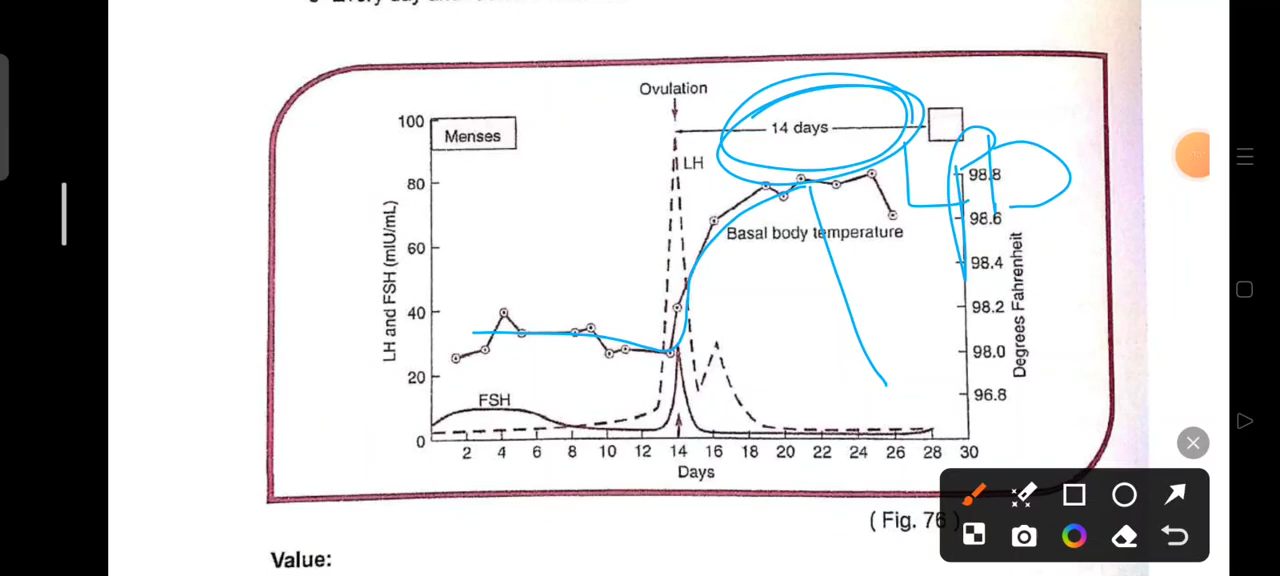 Ovulation
100
Menses
14 days
LH
98.8
80
98.6
Basal body temperature
60
98.4
LH and FSH (mIU/mL)
Degrees Fahrenheit
40
98.2
98.0
20
96.8
FSH
0
2 4 6 8 10 12 14 16 18 20 22 24 26 28 30
Days
( Fig. 76 )
Value: